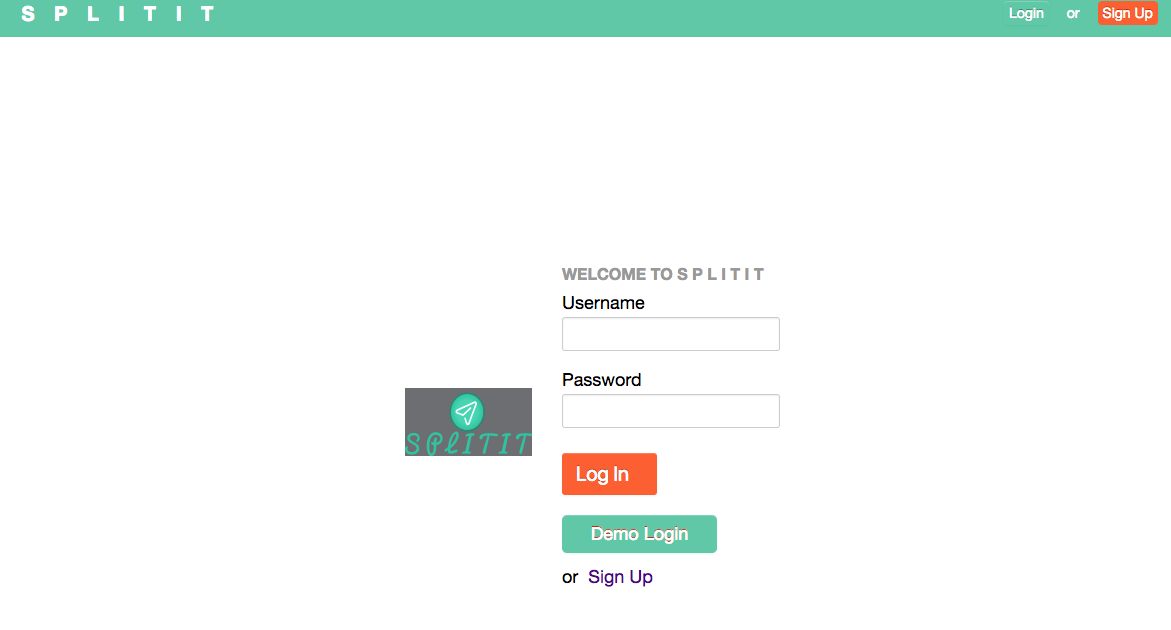 S P L I T I T
Login or Sign Up
WELCOME TO S P L I T I T
Username
Password
SPLITIT
Log In
Demo Login
or Sign Up